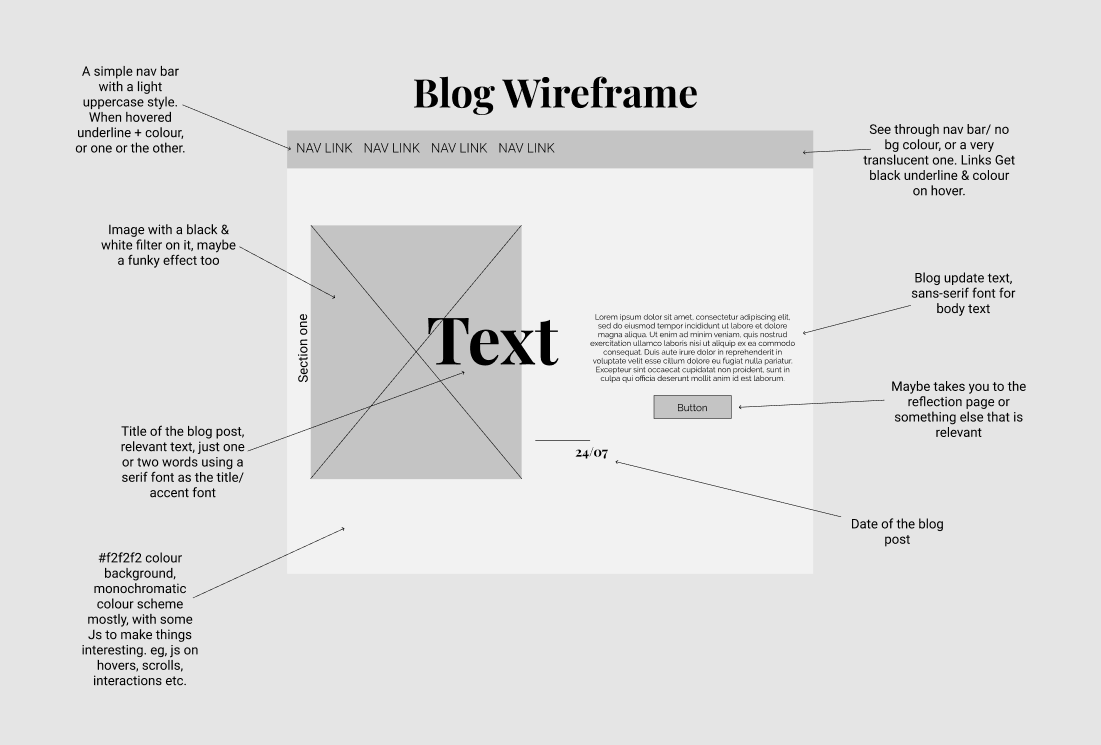 Blog Wireframe
A simple nav bar
with a light
uppercase style.
When hovered
underline + colour,
or one or the other.
NAV LINK NAV LINK NAV LINK NAV LINK
See through nav bar/ no
bg colour, or a very
translucent one. Links Get
black underline & colour
on hover.
Image with a black &
white filter on it, maybe
a funky effect too
Section one
Text
Lorem ipsum dolor sit amet, consectetur adipiscing elit,
sed do eiusmod tempor incididunt ut labore et dolore
magna aliqua. Ut enim ad minim veniam, quis nostrud
exercitation ullamco laboris nisi ut aliquip ex ea commodo
consequat. Duis aute irure dolor in reprehenderit in
voluptate velit esse cillum dolore eu fugiat nulla pariatur.
Excepteur sint occaecat cupidatat non proident, sunt in
culpa qui officia deserunt mollit anim id est laborum.
Blog update text,
sans-serif font for
body text
Button
Maybe takes you to the
reflection page or
something else that is
relevant
Title of the blog post,
relevant text, just one
or two words using a
serif font as the title/
accent font
24/07
Date of the blog
post
#f2f2f2 colour
background,
monochromatic
colour scheme
mostly, with some
Js to make things
interesting. eg, js on
hovers, scrolls,
interactions etc.